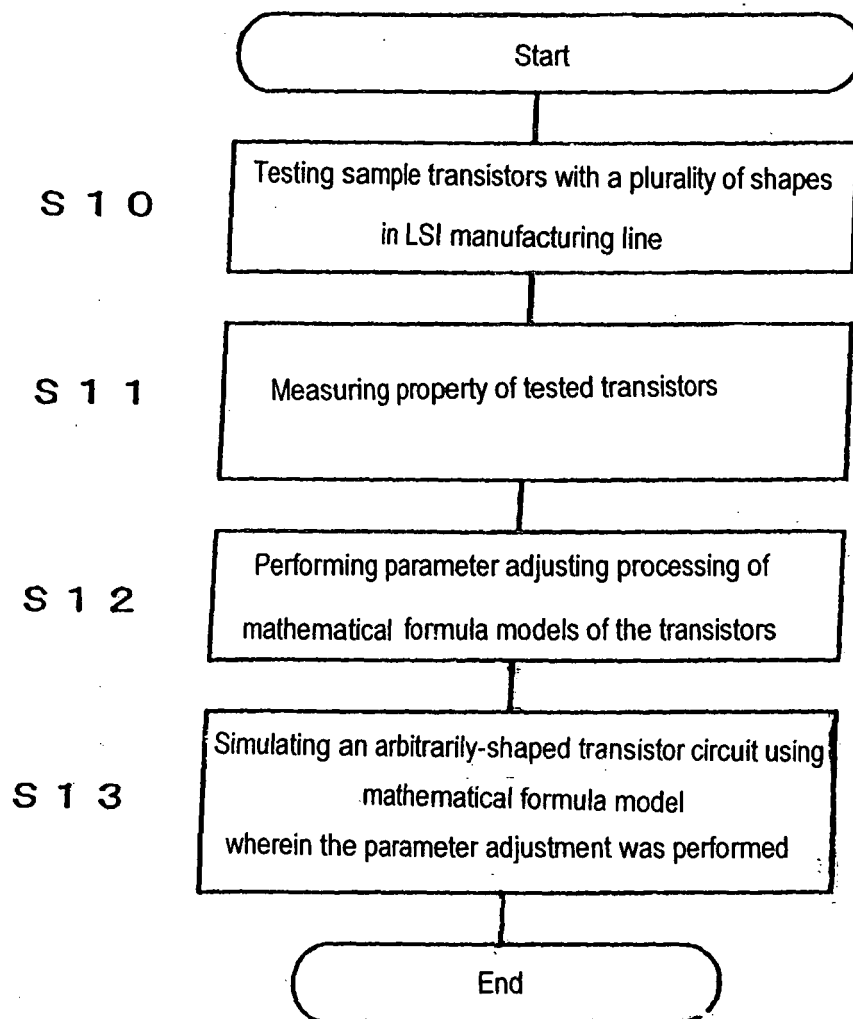 Start
S 1 0
Testing sample transistors with a plurality of shapes
in LSI manufacturing line
S 1 1
Measuring property of tested transistors
S 1 2
Performing parameter adjusting processing of
mathematical formula models of the transistors
S 1 3
Simulating an arbitrarily-shaped transistor circuit using
mathematical formula model
wherein the parameter adjustment was performed
End